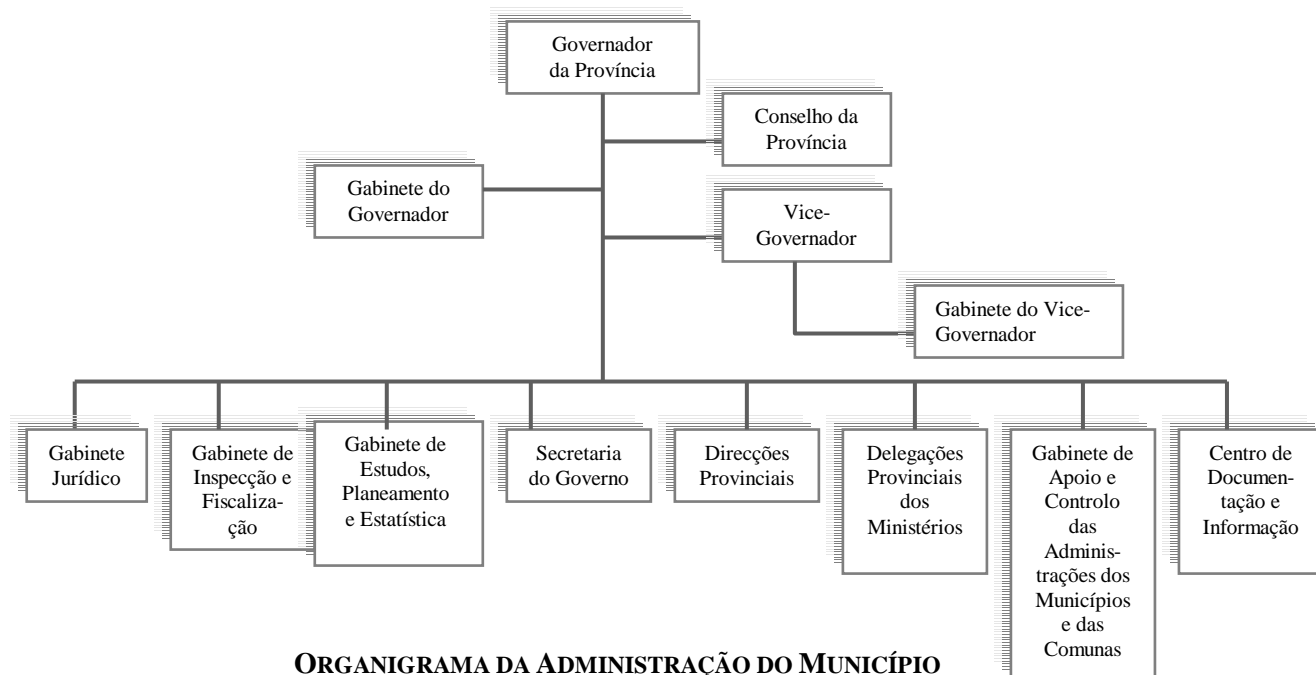 Governador
da Província
Conselho da
Província
Gabinete do
Governador
Vice-
Governador
Gabinete do Vice-
Governador
Gabinete
Jurídico
Gabinete de
Inspecção e
Fiscaliza-
ção
Gabinete de
Estudos,
Planeamento
e Estatística
Secretaria
do Governo
Direcções
Provinciais
Delegações
Provinciais
dos
Ministérios
Gabinete de
Apoio e
Controlo
das
Adminis-
trações dos
Municípios
e das
Comunas
Centro de
Documen-
tação e
Informação
ORGANIGRAMA DA ADMINISTRAÇÃO DO MUNICÍPIO